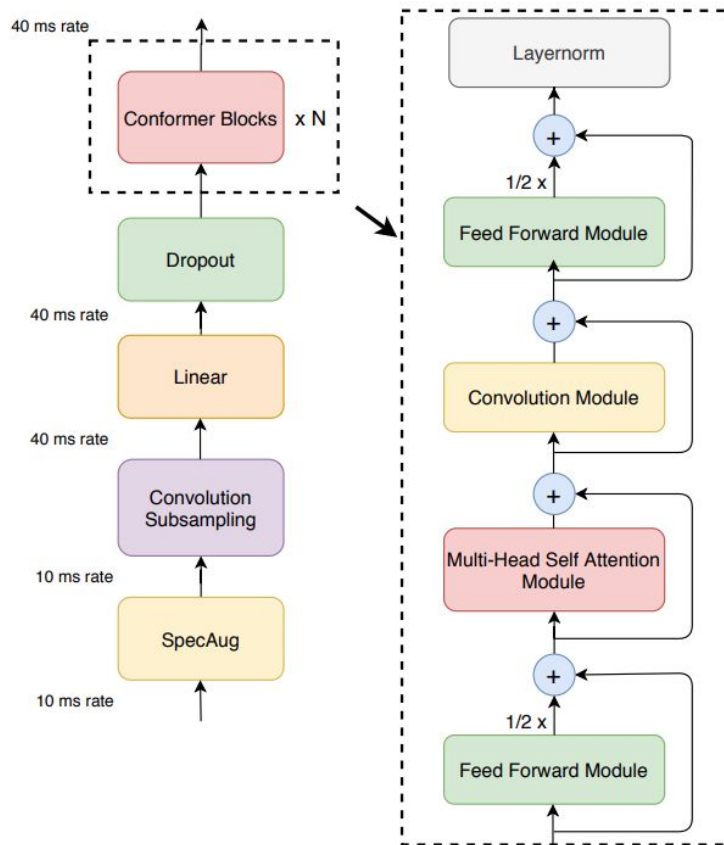 40 ms rate
Conformer Blocks
x N
Dropout
40 ms rate
Linear
40 ms rate
Convolution
Subsampling
10 ms rate
SpecAug
10 ms rate
Layernorm
+
1/2 x
Feed Forward Module
+
Convolution Module
+
Multi-Head Self Attention
Module
+
1/2 x
Feed Forward Module